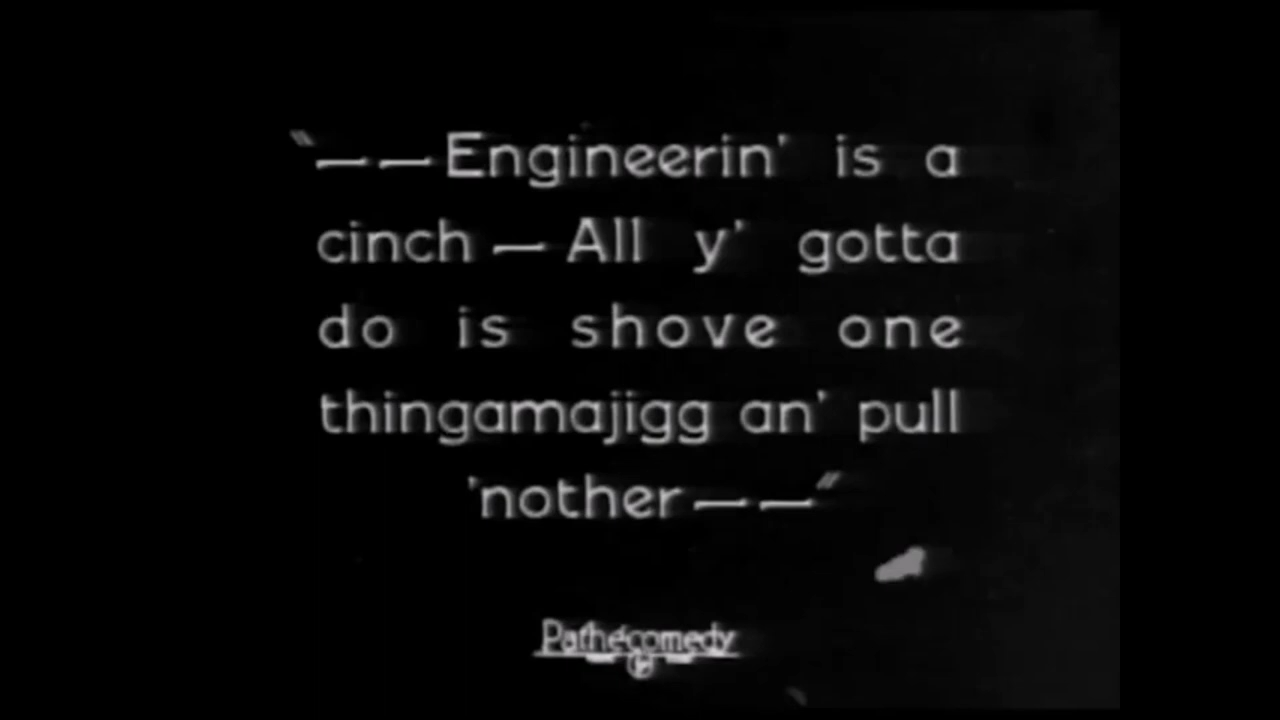 "——Engineerin' is a
cinch — All y' gotta
do is shove one
thingamajigg an' pull
'nother——"
Pathécomedy